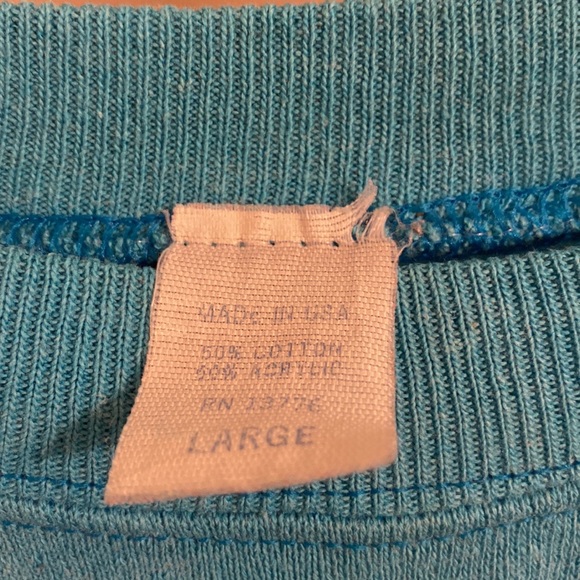 MADE IN USA
50% COTTON
50% ACRYLIC
RN 13776
LARGE